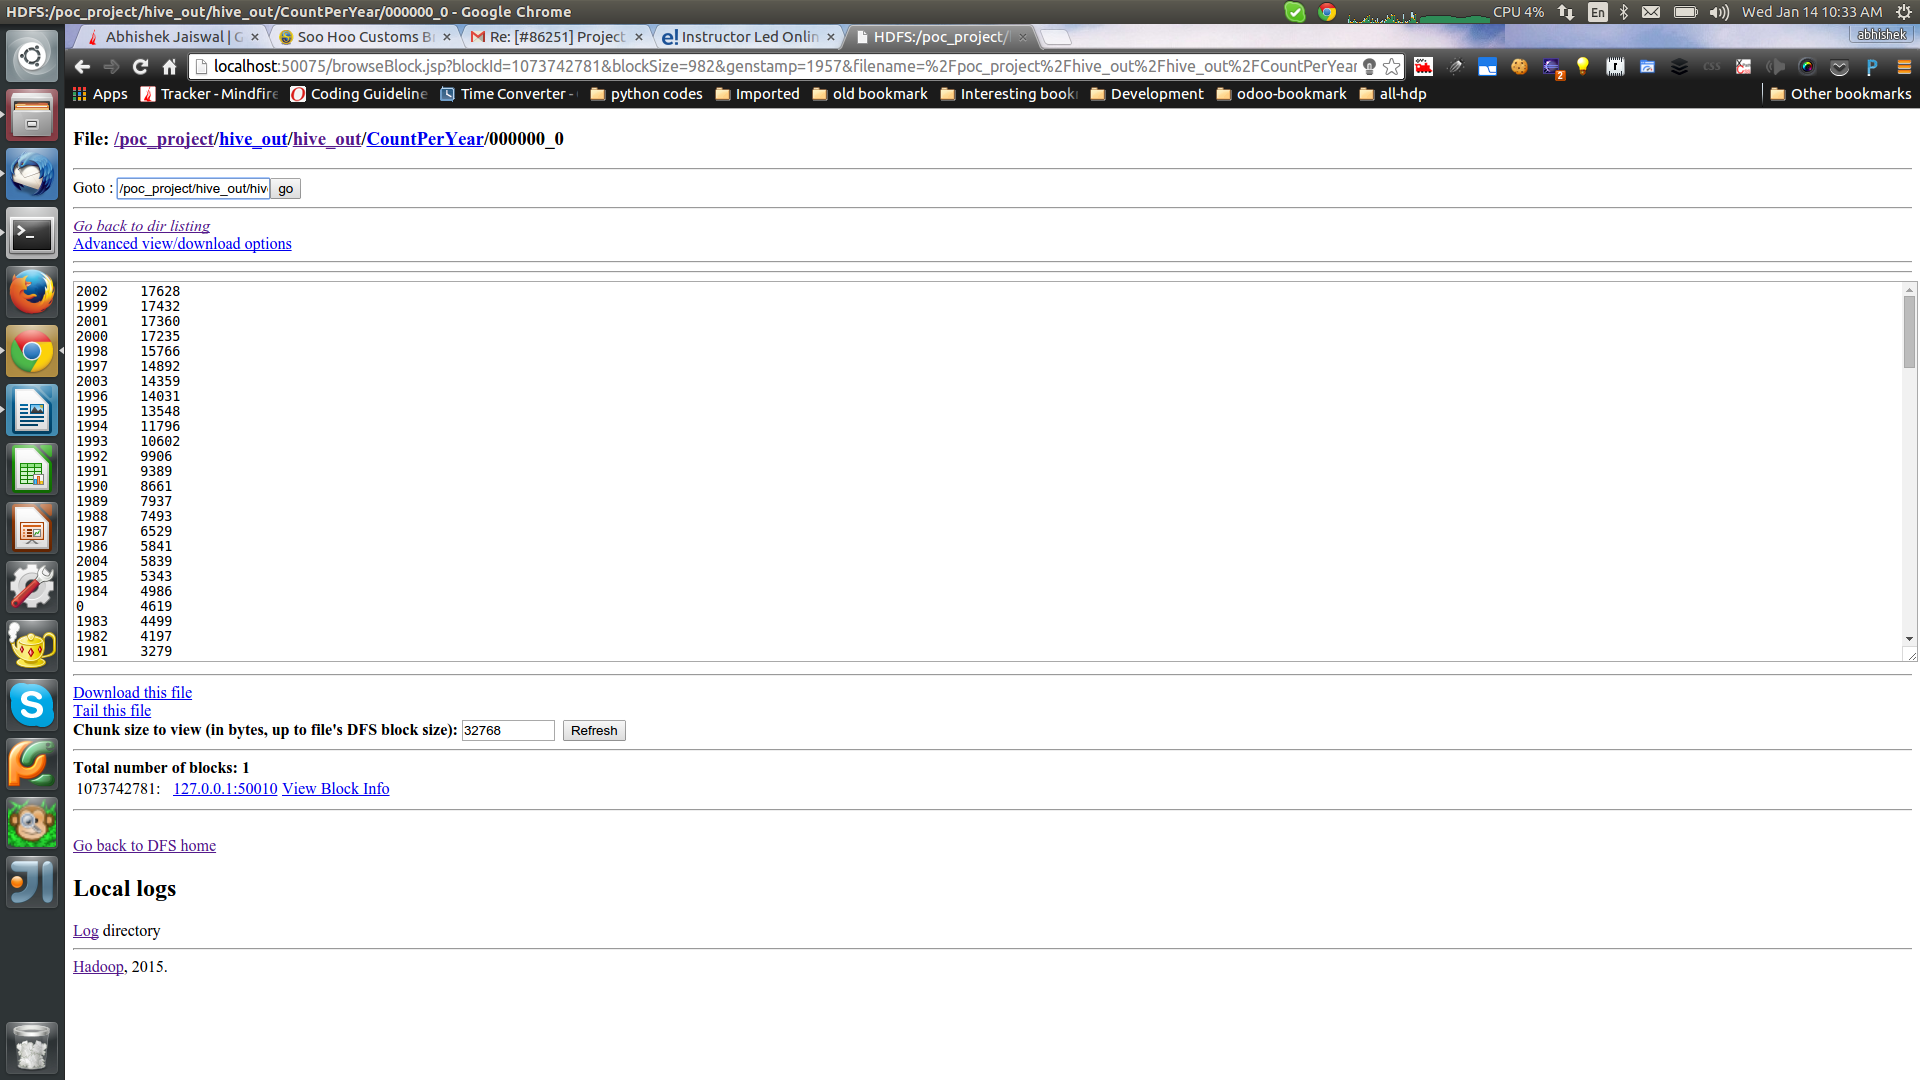 HDFS:/poc_project/hive_out/hive_out/CountPerYear/000000_0 - Google Chrome
CPU 4% En Wed Jan 14 10:33 AM
Abhishek Jaiswal | G × Soo Hoo Customs B × Re: [#86251] Project × Instructor Led Onlin × HDFS:/poc_project/ × abhishek
localhost:50075/browseBlock.jsp?blockId=1073742781&blockSize=982&genstamp=1957&filename=%2Fpoc_project%2Fhive_out%2Fhive_out%2FCountPerYear
Apps Tracker - Mindfire Coding Guideline Time Converter - python codes Imported old bookmark Interesting book Development odoo-bookmark all-hdp Other bookmarks
File: /poc_project/hive_out/hive_out/CountPerYear/000000_0
Goto : /poc_project/hive_out/hiv go
Go back to dir listing
Advanced view/download options
2002 17628
1999 17432
2001 17360
2000 17235
1998 15766
1997 14892
2003 14359
1996 14031
1995 13548
1994 11796
1993 10602
1992 9906
1991 9389
1990 8661
1989 7937
1988 7493
1987 6529
1986 5841
2004 5839
1985 5343
1984 4986
0 4619
1983 4499
1982 4197
1981 3279
Download this file
Tail this file
Chunk size to view (in bytes, up to file's DFS block size): 32768 Refresh
Total number of blocks: 1
1073742781: 127.0.0.1:50010 View Block Info
Go back to DFS home
Local logs
Log directory
Hadoop, 2015.